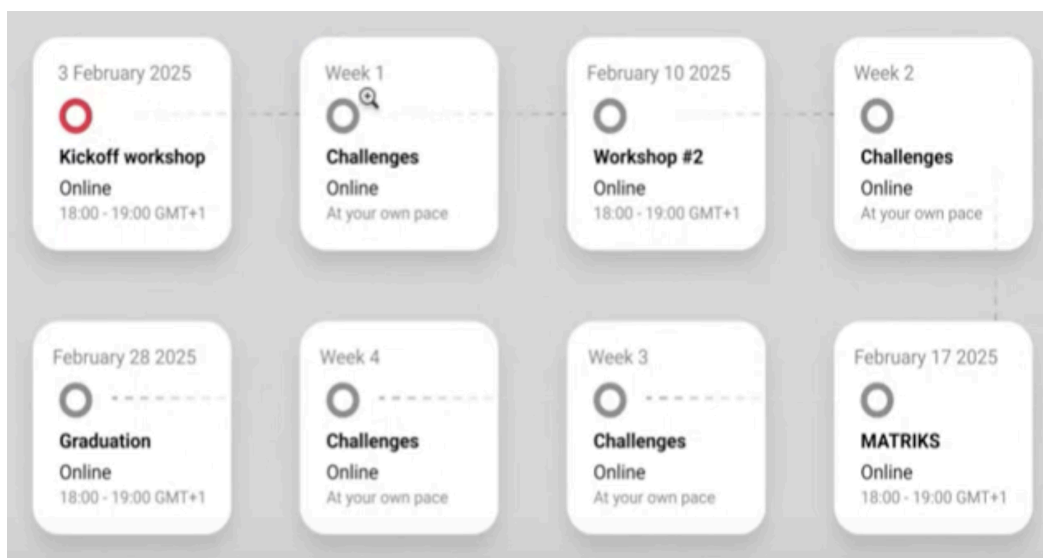 3 February 2025
Kickoff workshop
Online
18:00 - 19:00 GMT+1
Week 1
Challenges
Online
At your own pace
February 10 2025
Workshop #2
Online
18:00 - 19:00 GMT+1
Week 2
Challenges
Online
At your own pace
February 17 2025
MATRIKS
Online
18:00 - 19:00 GMT+1
Week 3
Challenges
Online
At your own pace
Week 4
Challenges
Online
At your own pace
February 28 2025
Graduation
Online
18:00 - 19:00 GMT+1